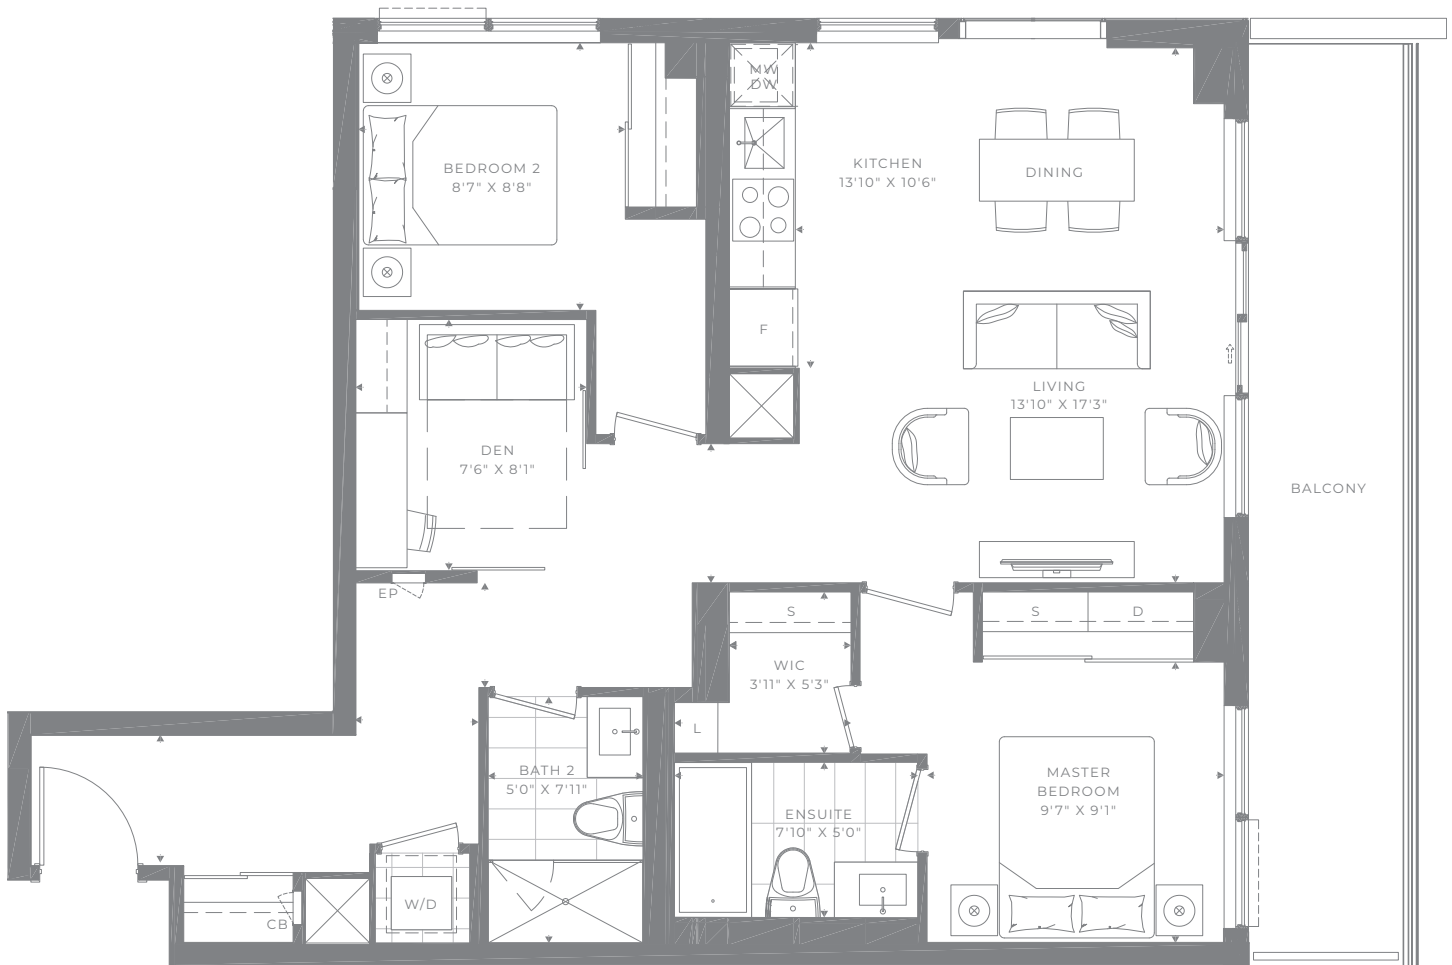 MW
DW
BEDROOM 2
8'7" X 8'8"
KITCHEN
13'10" X 10'6"
DINING
F
LIVING
13'10" X 17'3"
DEN
7'6" X 8'1"
BALCONY
EP
S
S
D
WIC
3'11" X 5'3"
L
BATH 2
5'0" X 7'11"
MASTER
BEDROOM
9'7" X 9'1"
ENSUITE
7'10" X 5'0"
W/D
CB